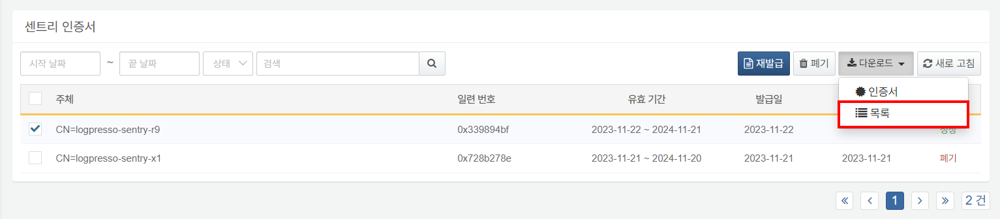 센트리 인증서
시작 날짜 ~ 끝 날짜 상태 검색 재발급 폐기 다운로드 새로 고침
인증서
목록
주체 일련 번호 유효 기간 발급일
CN=logpresso-sentry-r9 0x339894bf 2023-11-22 ~ 2024-11-21 2023-11-22
CN=logpresso-sentry-x1 0x728b278e 2023-11-21 ~ 2024-11-20 2023-11-21 2023-11-21 폐기
« ‹ 1 › » 2 건